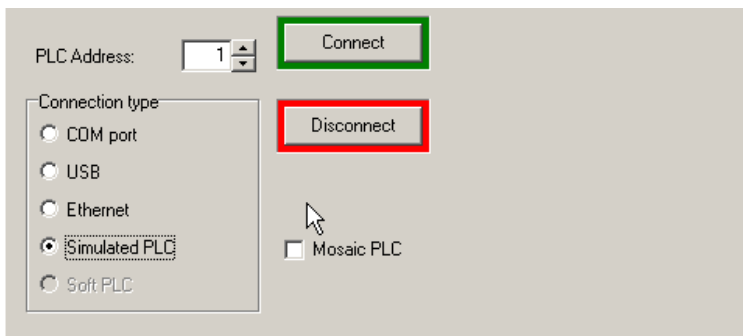 PLC Address: 1 Connect
Connection type
Disconnect
COM port
USB
Ethernet
Simulated PLC
Mosaic PLC
Soft PLC